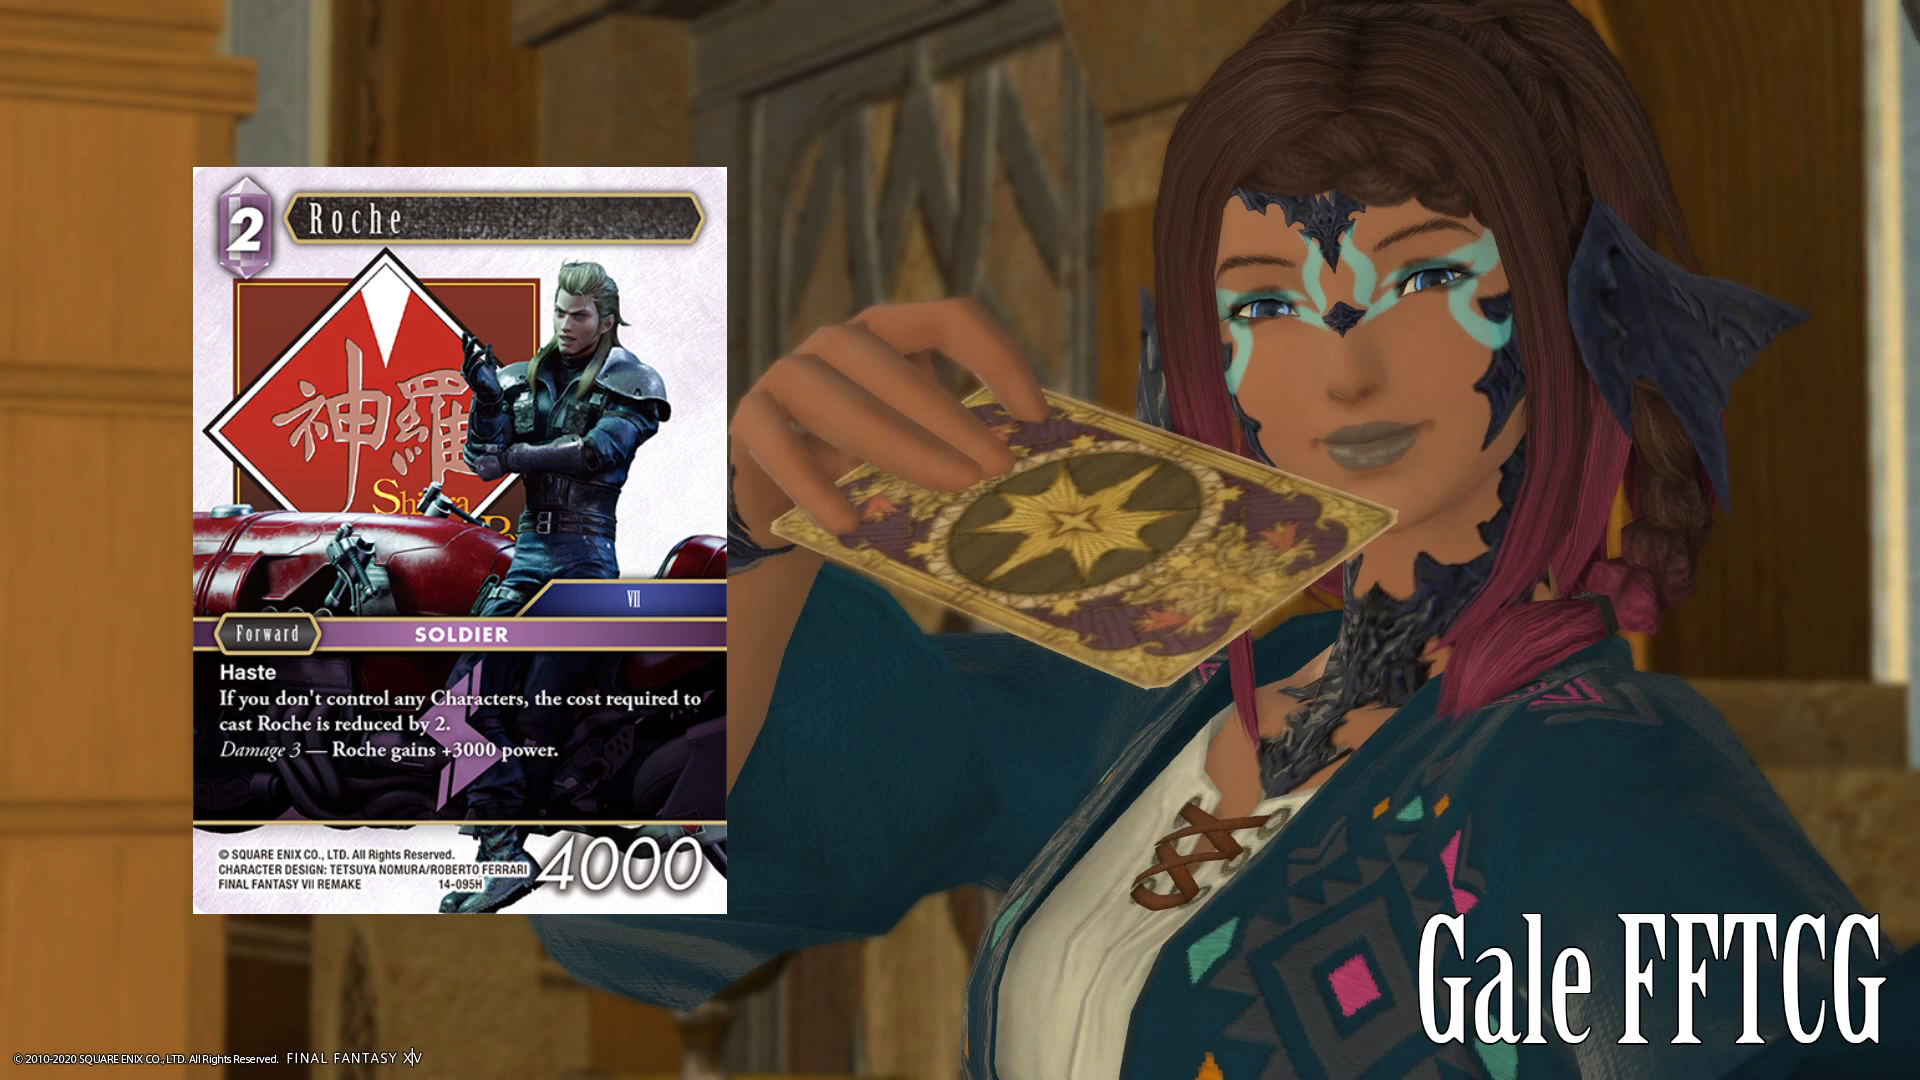 2
Roche
神羅
Shinra
VII
Forward
SOLDIER
Haste
If you don't control any Characters, the cost required to
cast Roche is reduced by 2.
Damage 3 — Roche gains +3000 power.
© SQUARE ENIX CO., LTD. All Rights Reserved.
CHARACTER DESIGN: TETSUYA NOMURA/ROBERTO FERRARI
FINAL FANTASY VII REMAKE 14-095H
4000
Gale FFTCG
© 2010-2020 SQUARE ENIX CO., LTD. All Rights Reserved. FINAL FANTASY XIV